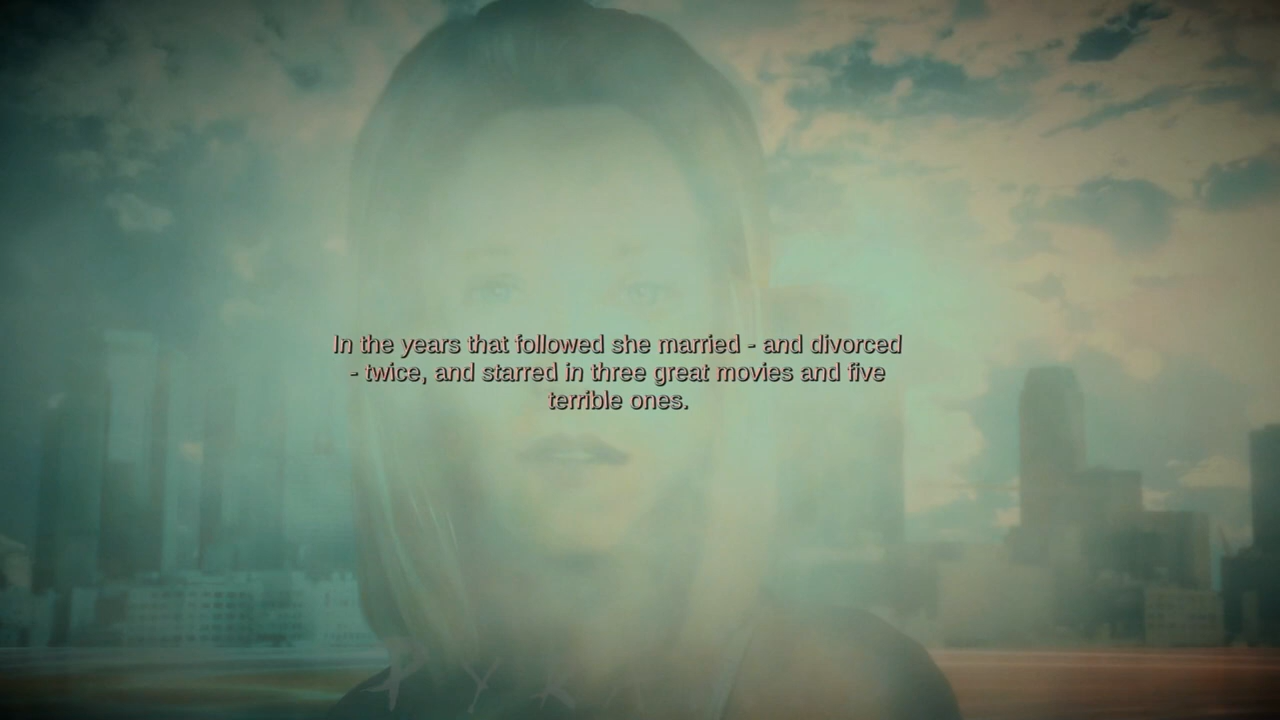 In the years that followed she married - and divorced
- twice, and starred in three great movies and five
terrible ones.